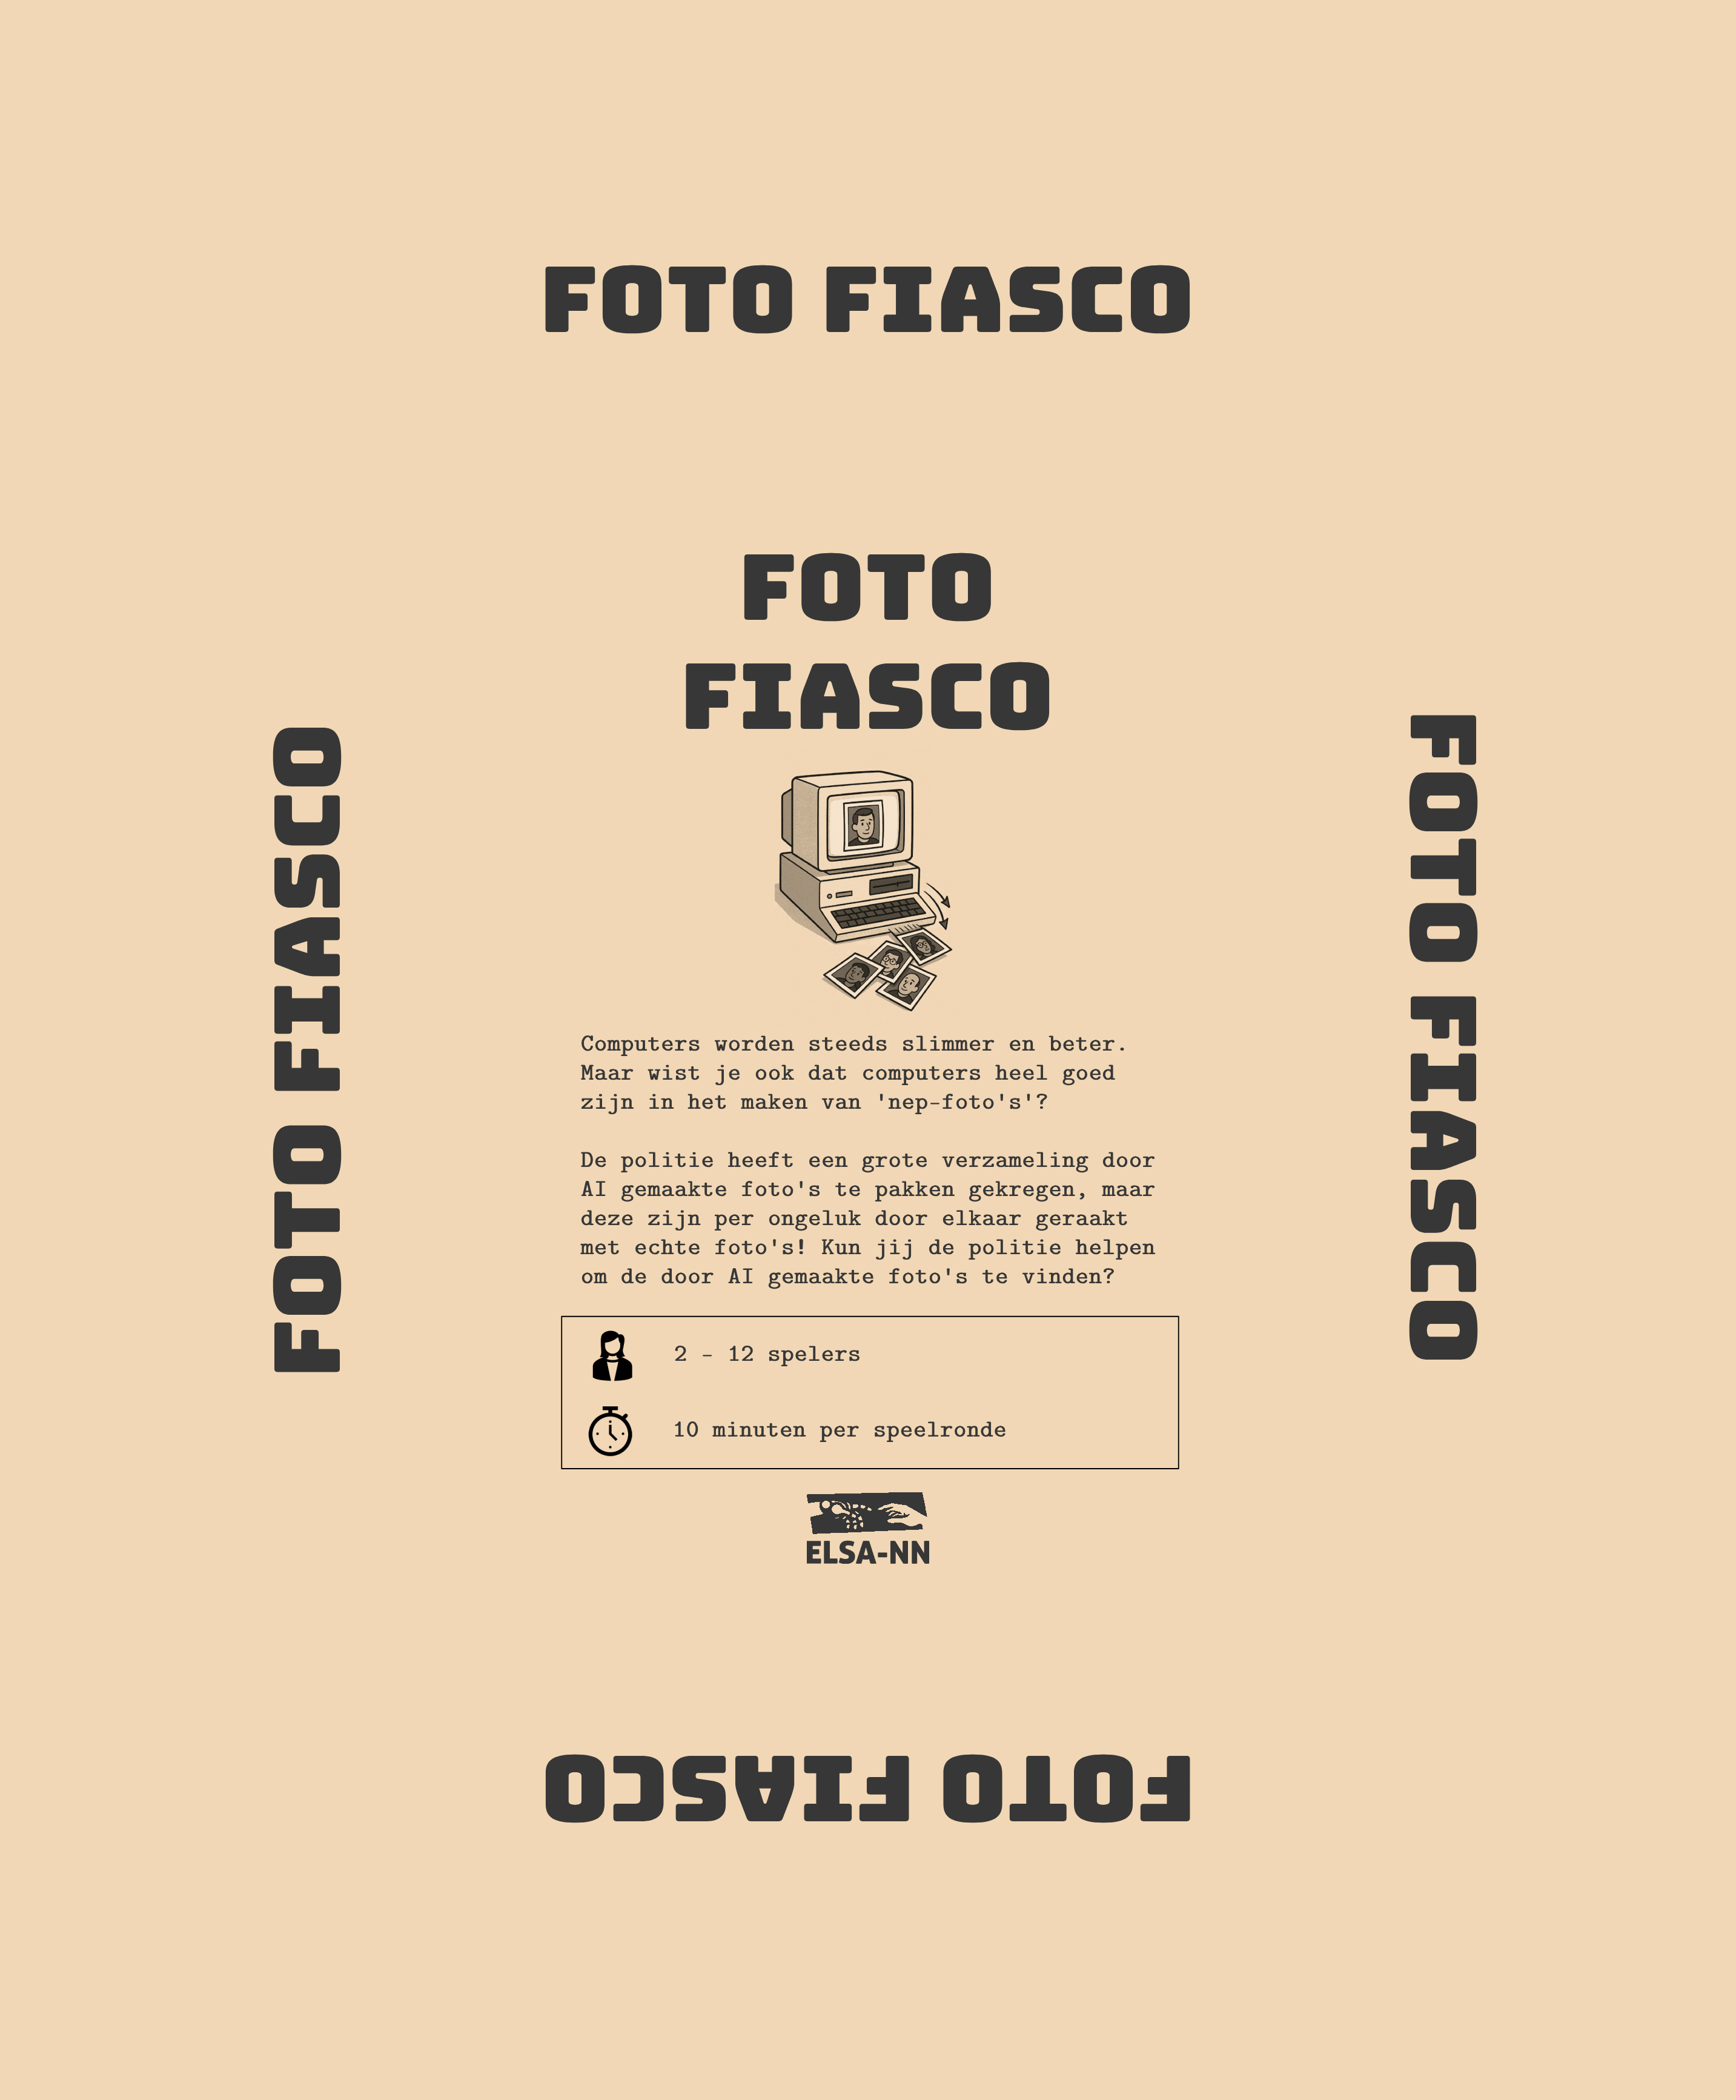 FOTO FIASCO
FOTO
FIASCO
FOTO FIASCO
FOTO FIASCO
Computers worden steeds slimmer en beter.
Maar wist je ook dat computers heel goed
zijn in het maken van 'nep-foto's'?
De politie heeft een grote verzameling door
AI gemaakte foto's te pakken gekregen, maar
deze zijn per ongeluk door elkaar geraakt
met echte foto's! Kun jij de politie helpen
om de door AI gemaakte foto's te vinden?
2 - 12 spelers
10 minuten per speelronde
ELSA-NN
FOTO FIASCO